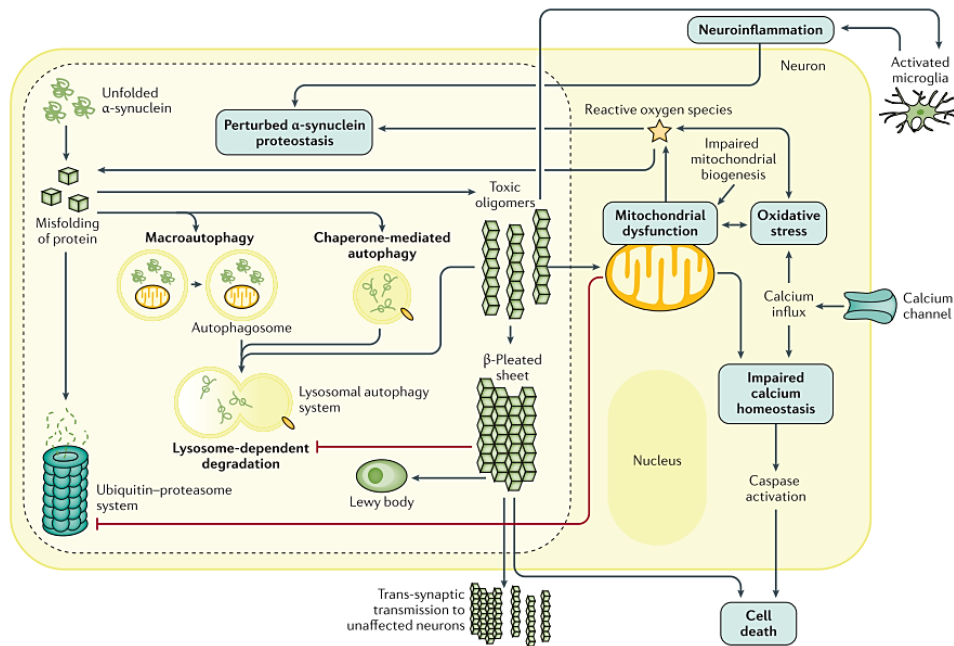 Neuroinflammation
Neuron
Activated
microglia
Unfolded
α-synuclein
Perturbed α-synuclein
proteostasis
Reactive oxygen species
Impaired
mitochondrial
biogenesis
Misfolding
of protein
Toxic
oligomers
Mitochondrial
dysfunction
Oxidative
stress
Macroautophagy
Chaperone-mediated
autophagy
Autophagosome
Calcium
influx
Calcium
channel
β-Pleated
sheet
Lysosomal autophagy
system
Impaired
calcium
homeostasis
Lysosome-dependent
degradation
Nucleus
Lewy body
Caspase
activation
Ubiquitin–proteasome
system
Trans-synaptic
transmission to
unaffected neurons
Cell
death